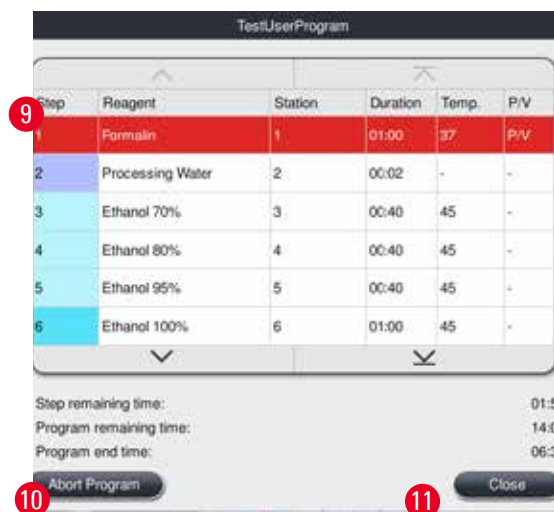 TestUserProgram
9
Step Reagent Station Duration Temp. P/V
1 Formalin 1 01:00 37 P/V
2 Processing Water 2 00:02 - -
3 Ethanol 70% 3 00:40 45 -
4 Ethanol 80% 4 00:40 45 -
5 Ethanol 95% 5 00:40 45 -
6 Ethanol 100% 6 01:00 45 -
Step remaining time:
Program remaining time:
Program end time:
10 Abort Program 11 Close